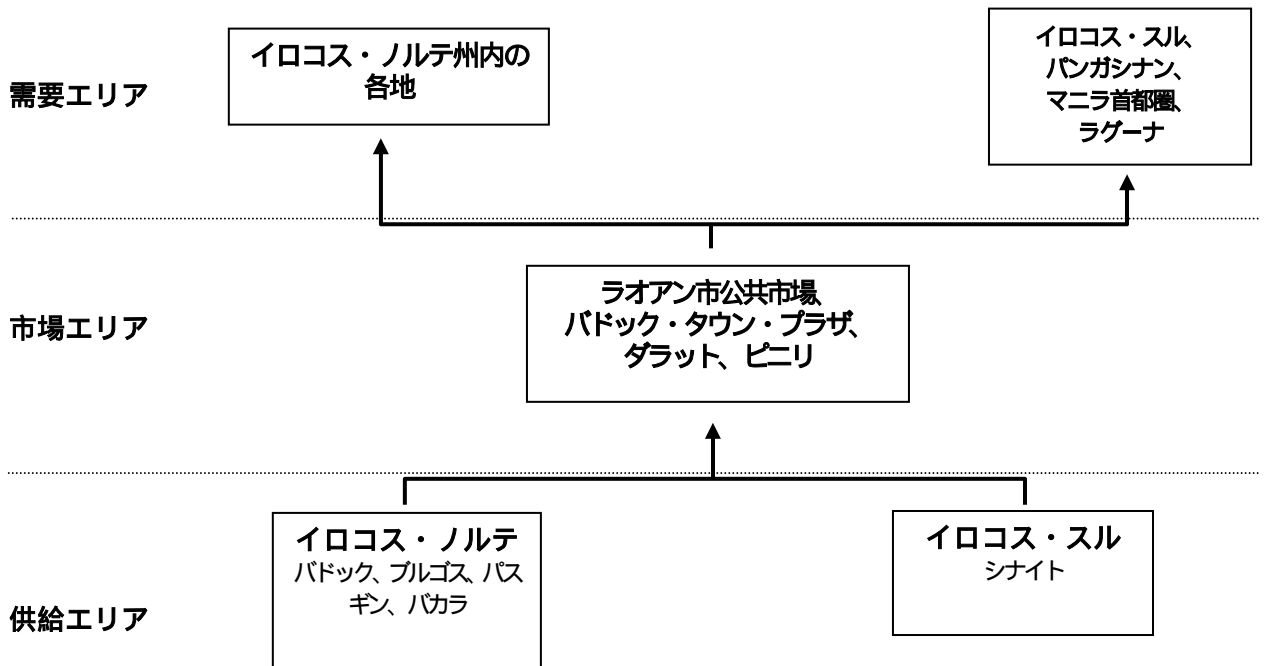 需要エリア
イロコス・ノルテ州内の
各地
イロコス・スル、
パンガシナン、
マニラ首都圏、
ラグーナ
市場エリア
ラオアン市公共市場、
バドック・タウン・プラザ、
ダラット、ピニリ
供給エリア
イロコス・ノルテ
バドック、ブルゴス、パス
ギン、バカラ
イロコス・スル
シナイト